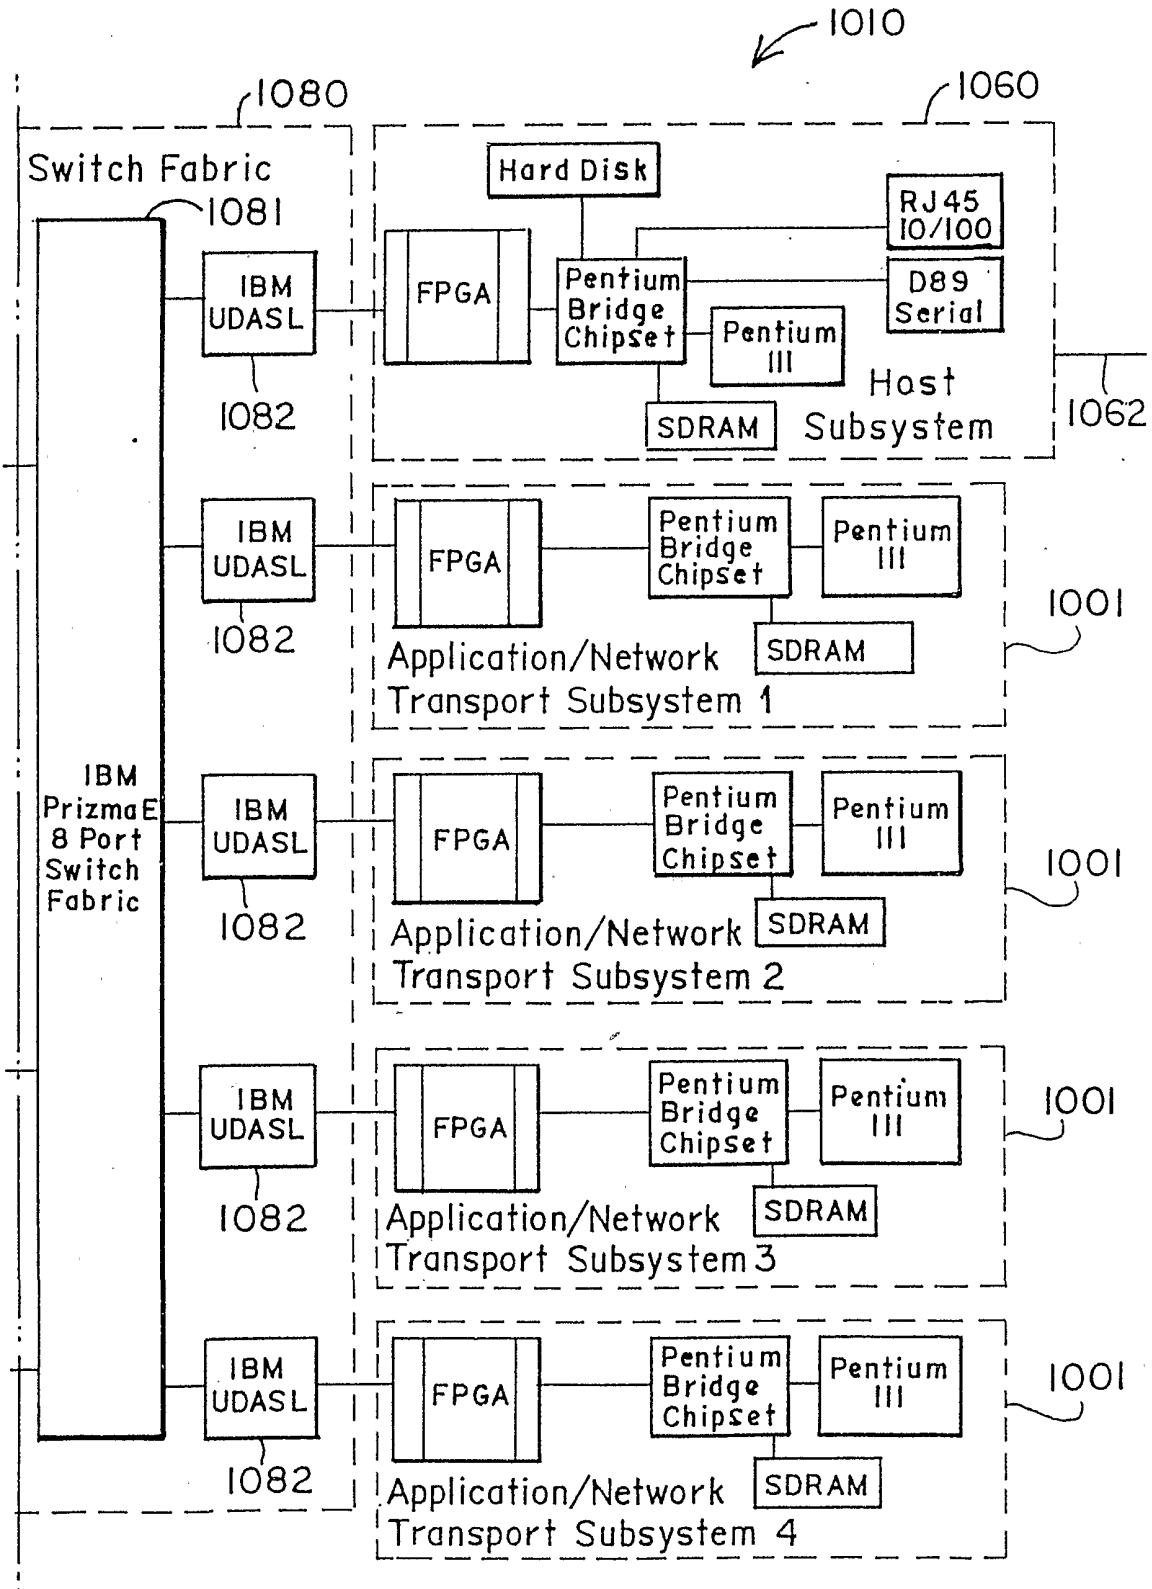 1010
1080
1060
Switch Fabric
1081
Hard Disk
RJ45
10/100
IBM
UDASL
FPGA
Pentium
Bridge
Chipset
D89
Serial
Pentium
III
1082
SDRAM
Host
Subsystem
1062
IBM
UDASL
FPGA
Pentium
Bridge
Chipset
Pentium
III
1001
1082
SDRAM
Application/Network
Transport Subsystem 1
IBM
PrizmaE
8 Port
Switch
Fabric
IBM
UDASL
FPGA
Pentium
Bridge
Chipset
Pentium
III
1001
1082
SDRAM
Application/Network
Transport Subsystem 2
IBM
UDASL
FPGA
Pentium
Bridge
Chipset
Pentium
III
1001
1082
SDRAM
Application/Network
Transport Subsystem 3
IBM
UDASL
FPGA
Pentium
Bridge
Chipset
Pentium
III
1001
1082
SDRAM
Application/Network
Transport Subsystem 4